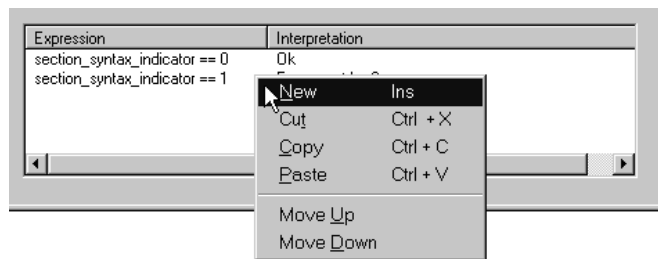 Expression Interpretation
section_syntax_indicator == 0 Ok
section_syntax_indicator == 1
New Ins
Cut Ctrl + X
Copy Ctrl + C
Paste Ctrl + V
Move Up
Move Down